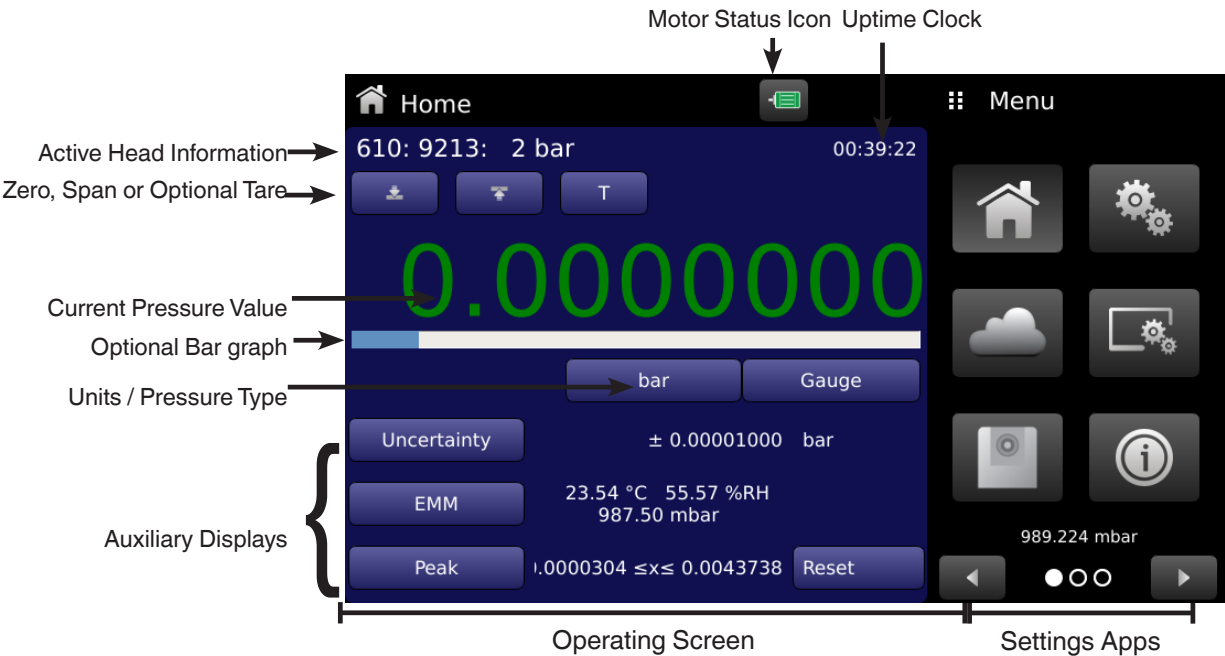 Motor Status Icon Uptime Clock
Home
Menu
Active Head Information
610: 9213: 2 bar
00:39:22
Zero, Span or Optional Tare
T
Current Pressure Value
0.0000000
Optional Bar graph
Units / Pressure Type
bar
Gauge
Uncertainty
± 0.00001000 bar
EMM
23.54 °C 55.57 %RH
987.50 mbar
Auxiliary Displays
Peak
.0000304 ≤x≤ 0.0043738
Reset
989.224 mbar
Operating Screen
Settings Apps